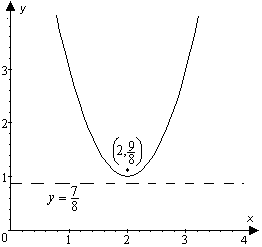 y
3
(2, 9/8)
2
1
y = 7/8
x
0 1 2 3 4